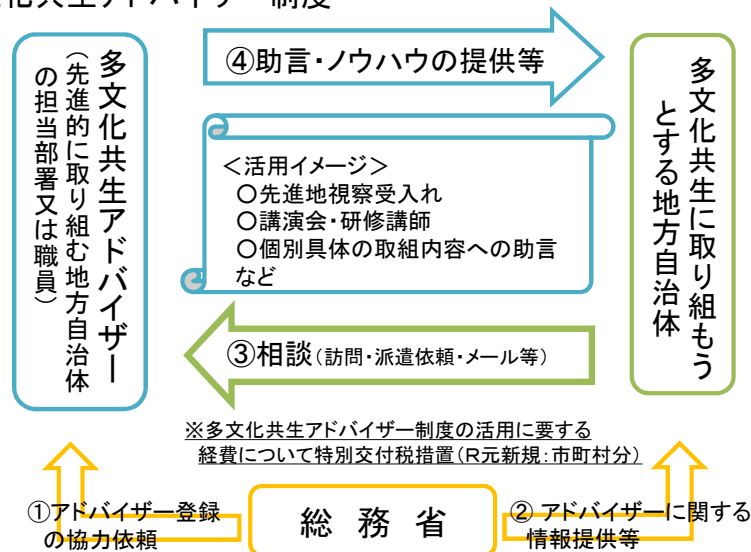 化共生アドバイザー制度
多文化共生アドバイザー
（先進的に取り組む地方自治体
の担当部署又は職員）
④助言・ノウハウの提供等
＜活用イメージ＞
○先進地視察受入れ
○講演会・研修講師
○個別具体の取組内容への助言
など
③相談（訪問・派遣依頼・メール等）
多文化共生に取り組もう
とする地方自治体
※多文化共生アドバイザー制度の活用に要する
経費について特別交付税措置（R元新規：市町村分）
①アドバイザー登録
の協力依頼
総務省
② アドバイザーに関する
情報提供等